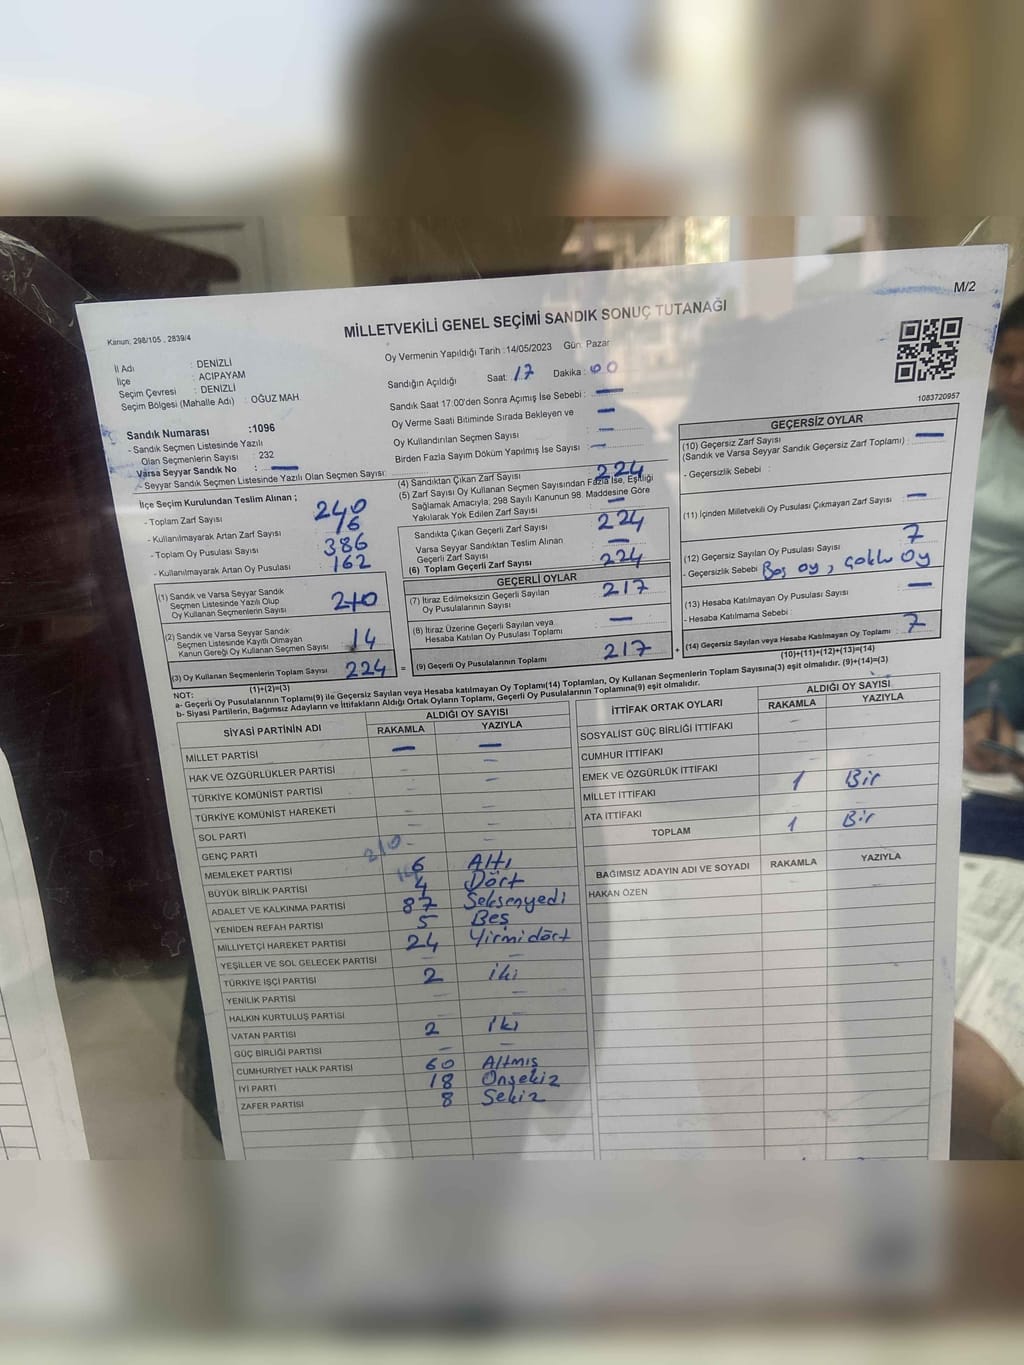 M/2
MİLLETVEKİLİ GENEL SEÇİMİ SANDIK SONUÇ TUTANAĞI
Kanun: 298/105 , 2839/4
İl Adı : DENİZLİ
İlçe : ACIPAYAM
Seçim Çevresi : DENİZLİ
Seçim Bölgesi (Mahalle Adı) : OĞUZ MAH.
Oy Vermenin Yapıldığı Tarih : 14/05/2023 Gün: Pazar
Sandığın Açıldığı Saat: 17 Dakika : 00
Sandık Saat 17:00'den Sonra Açımış İse Sebebi : —
Oy Verme Saati Bitiminde Sırada Bekleyen ve
Oy Kullandırılan Seçmen Sayısı : —
Birden Fazla Sayım Döküm Yapılmış İse Sayısı : —
1083720957
Sandık Numarası :1096
- Sandık Seçmen Listesinde Yazılı
Olan Seçmenlerin Sayısı : 232
Varsa Seyyar Sandık No : —
- Seyyar Sandık Seçmen Listesinde Yazılı Olan Seçmen Sayısı:
İlçe Seçim Kurulundan Teslim Alınan ;
- Toplam Zarf Sayısı 240
- Kullanılmayarak Artan Zarf Sayısı 16
- Toplam Oy Pusulası Sayısı 386
- Kullanılmayarak Artan Oy Pusulası 162
(1) Sandık ve Varsa Seyyar Sandık
Seçmen Listesinde Yazılı Olup
Oy Kullanan Seçmenlerin Sayısı 210
(2) Sandık ve Varsa Seyyar Sandık
Seçmen Listesinde Kayıtlı Olmayan
Kanun Gereği Oy Kullanan Seçmen Sayısı 14
(3) Oy Kullanan Seçmenlerin Toplam Sayısı 224
(1)+(2)=(3)
(4) Sandıktan Çıkan Zarf Sayısı 224
(5) Zarf Sayısı Oy Kullanan Seçmen Sayısından Fazla İse, Eşitliği
Sağlamak Amacıyla; 298 Sayılı Kanunun 98. Maddesine Göre
Yakılarak Yok Edilen Zarf Sayısı : —
Sandıkta Çıkan Geçerli Zarf Sayısı 224
Varsa Seyyar Sandıktan Teslim Alınan
Geçerli Zarf Sayısı —
(6) Toplam Geçerli Zarf Sayısı 224
GEÇERLİ OYLAR
(7) İtiraz Edilmeksizin Geçerli Sayılan
Oy Pusulalarının Sayısı 217
(8) İtiraz Üzerine Geçerli Sayılan veya
Hesaba Katılan Oy Pusulası Toplamı —
= (9) Geçerli Oy Pusulalarının Toplamı 217 +
GEÇERSİZ OYLAR
(10) Geçersiz Zarf Sayısı
(Sandık ve Varsa Seyyar Sandık Geçersiz Zarf Toplamı) : —
- Geçersizlik Sebebi :
(11) İçinden Milletvekili Oy Pusulası Çıkmayan Zarf Sayısı —
(12) Geçersiz Sayılan Oy Pusulası Sayısı 7
- Geçersizlik Sebebi Boş oy, çoklu oy
(13) Hesaba Katılmayan Oy Pusulası Sayısı —
- Hesaba Katılmama Sebebi :
(14) Geçersiz Sayılan veya Hesaba Katılmayan Oy Toplamı 7
(10)+(11)+(12)+(13)=(14)
NOT:
a- Geçerli Oy Pusulalarının Toplamı(9) ile Geçersiz Sayılan veya Hesaba katılmayan Oy Toplamı(14) Toplamları, Oy Kullanan Seçmenlerin Toplam Sayısına(3) eşit olmalıdır. (9)+(14)=(3)
b- Siyasi Partilerin, Bağımsız Adayların ve İttifakların Aldığı Ortak Oyların Toplamı, Geçerli Oy Pusulalarının Toplamına(9) eşit olmalıdır.
SİYASİ PARTİNİN ADI ALDIĞI OY SAYISI
RAKAMLA YAZIYLA
MİLLET PARTİSİ — —
HAK VE ÖZGÜRLÜKLER PARTİSİ — —
TÜRKİYE KOMÜNİST PARTİSİ — —
TÜRKİYE KOMÜNİST HAREKETİ — —
SOL PARTİ — —
GENÇ PARTİ — —
MEMLEKET PARTİSİ 6 Altı
BÜYÜK BİRLİK PARTİSİ 4 Dört
ADALET VE KALKINMA PARTİSİ 87 Seksenyedi
YENİDEN REFAH PARTİSİ 5 Beş
MİLLİYETÇİ HAREKET PARTİSİ 24 Yirmidört
YEŞİLLER VE SOL GELECEK PARTİSİ — —
TÜRKİYE İŞÇİ PARTİSİ 2 iki
YENİLİK PARTİSİ — —
HALKIN KURTULUŞ PARTİSİ — —
VATAN PARTİSİ 2 iki
GÜÇ BİRLİĞİ PARTİSİ — —
CUMHURİYET HALK PARTİSİ 60 Altmış
İYİ PARTİ 18 Onsekiz
ZAFER PARTİSİ 8 Sekiz
İTTİFAK ORTAK OYLARI ALDIĞI OY SAYISI
RAKAMLA YAZIYLA
SOSYALİST GÜÇ BİRLİĞİ İTTİFAKI —
CUMHUR İTTİFAKI
EMEK VE ÖZGÜRLÜK İTTİFAKI
MİLLET İTTİFAKI 1 Bir
ATA İTTİFAKI
TOPLAM 1 Bir
BAĞIMSIZ ADAYIN ADI VE SOYADI RAKAMLA YAZIYLA
HAKAN ÖZEN